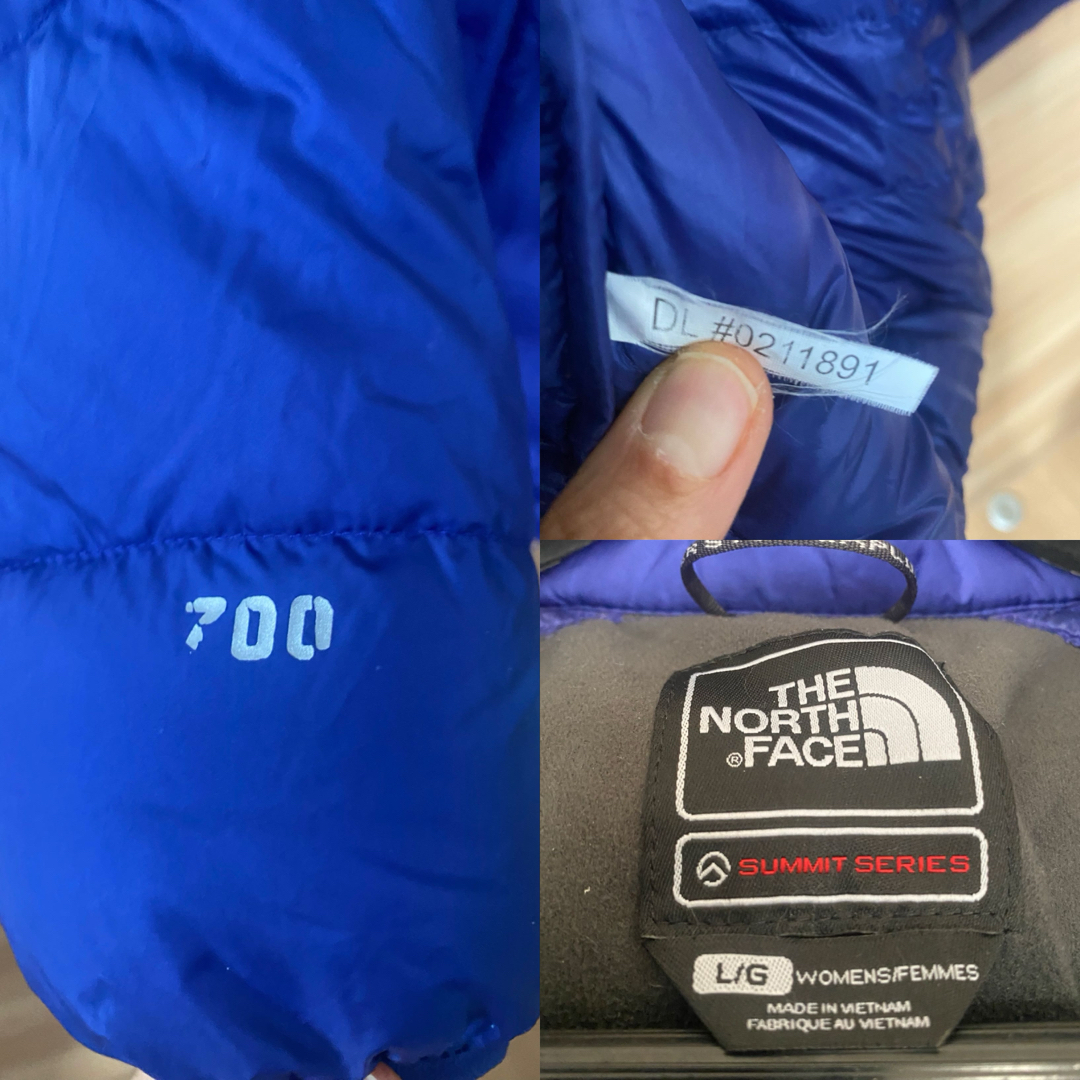 700
DL #0211891
THE
NORTH
® FACE
SUMMIT SERIES
L/G WOMENS/FEMMES
MADE IN VIETNAM
FABRIQUE AU VIETNAM